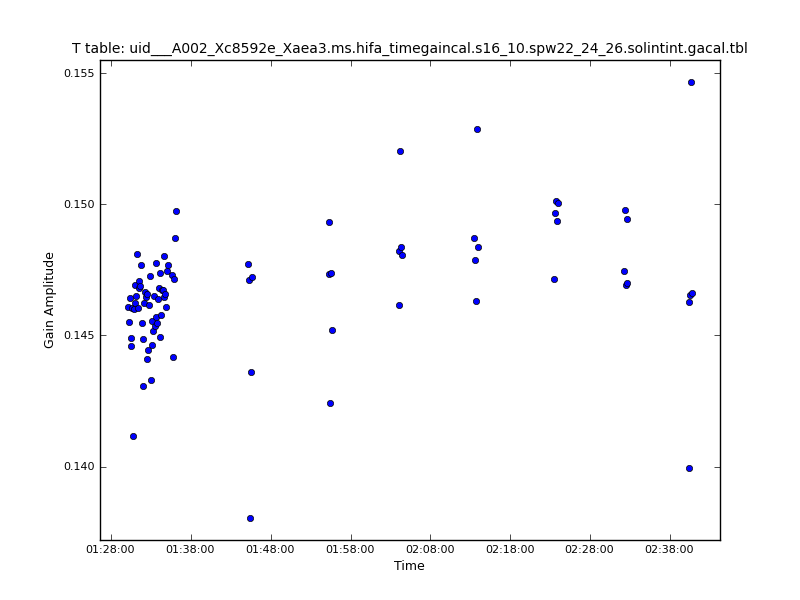 T table: uid___A002_Xc8592e_Xaea3.ms.hifa_timegaincal.s16_10.spw22_24_26.solintint.gacal.tbl
0.155
0.150
0.145
0.140
Gain Amplitude
01:28:00 01:38:00 01:48:00 01:58:00 02:08:00 02:18:00 02:28:00 02:38:00
Time